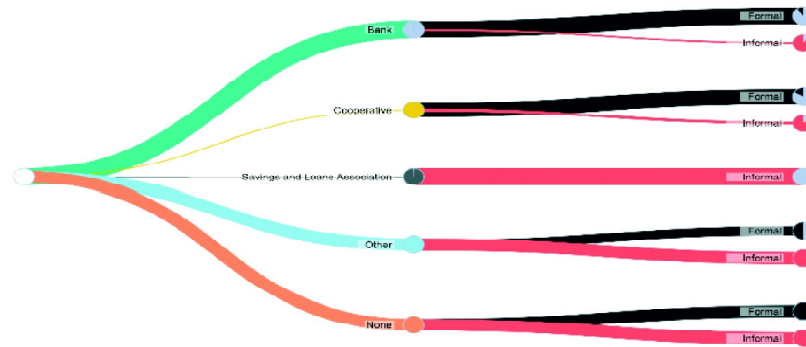 Formal
Bank
Informal
Formal
Cooperative
Informal
Savings and Loans Association
Informal
Formal
Other
Informal
Formal
None
Informal